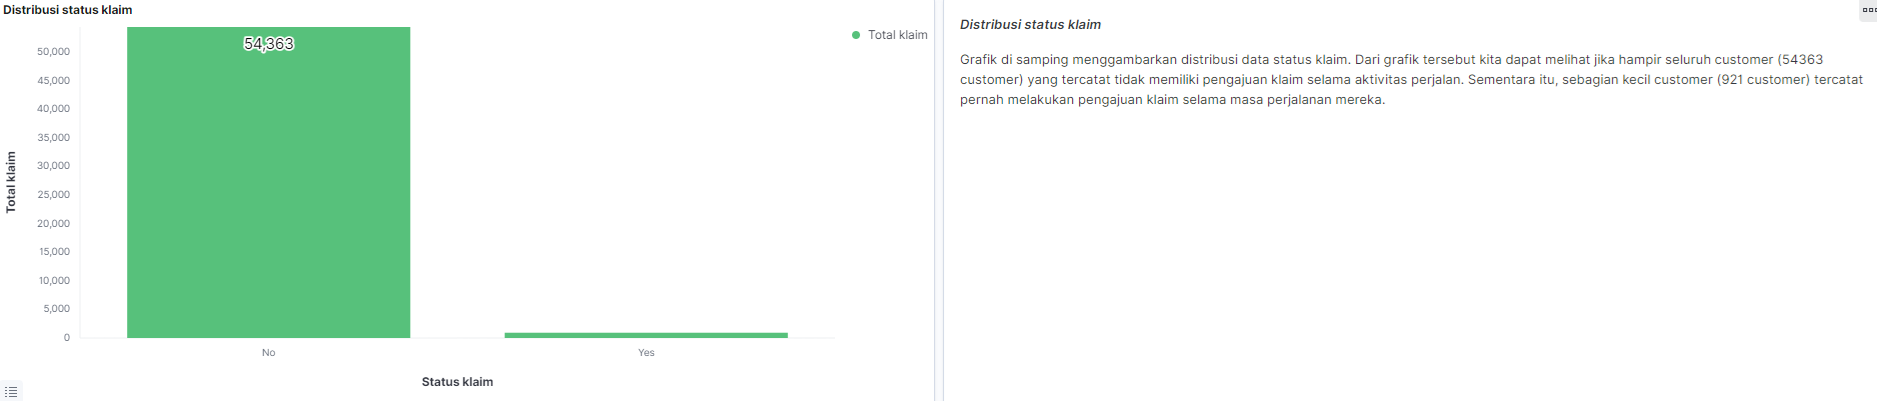 Distribusi status klaim
Total klaim
50,000
45,000
40,000
35,000
30,000
25,000
20,000
15,000
10,000
5,000
0
Total klaim
54,363
No
Yes
Status klaim
Distribusi status klaim
Grafik di samping menggambarkan distribusi data status klaim. Dari grafik tersebut kita dapat melihat jika hampir seluruh customer (54363
customer) yang tercatat tidak memiliki pengajuan klaim selama aktivitas perjalan. Sementara itu, sebagian kecil customer (921 customer) tercatat
pernah melakukan pengajuan klaim selama masa perjalanan mereka.